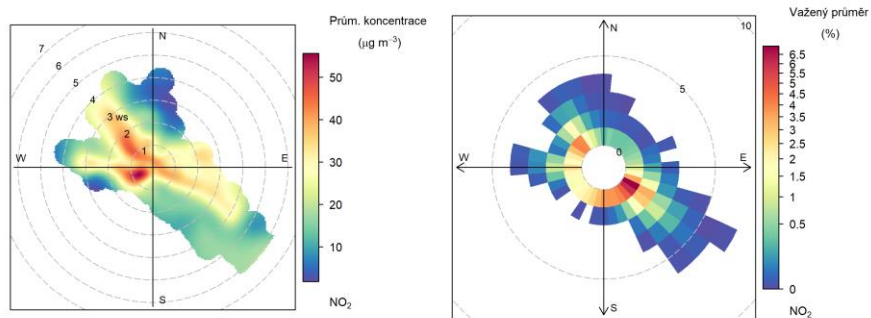 Prům. koncentrace
(µg m⁻³)
N
7
6
5
4
3 ws
2
1
W
E
S
50
40
30
20
10
NO₂
Vážený průměr
(%)
N
10
5
0
W
E
S
6.5
6
5.5
5
4.5
4
3.5
3
2.5
2
1.5
1
0.5
0
NO₂